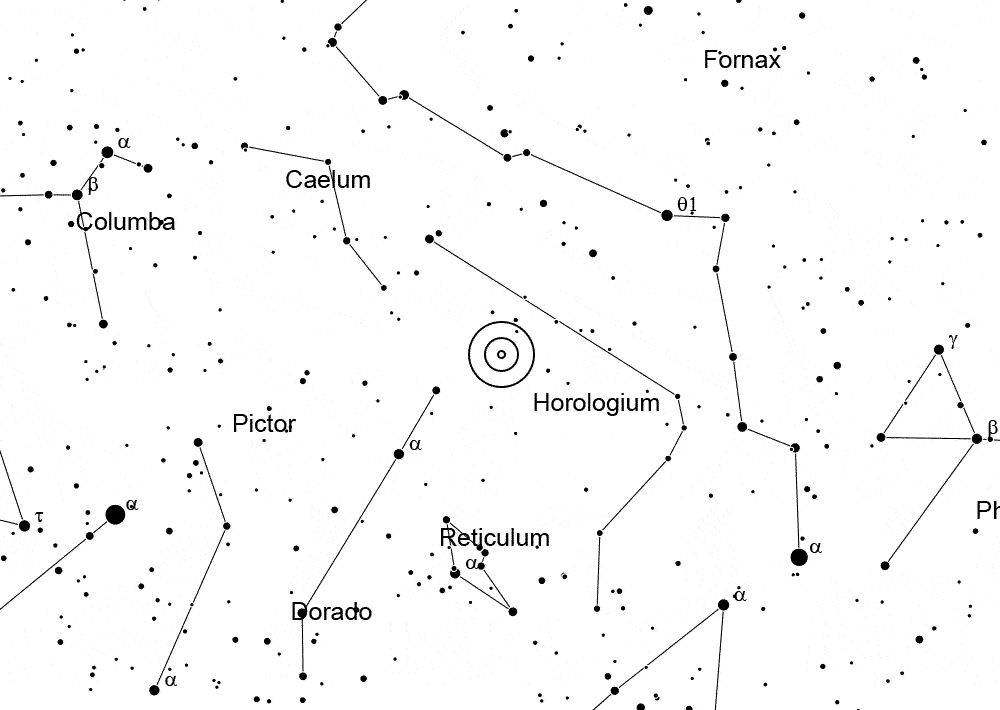 Fornax
α
Caelum
β
θ1
Columba
γ
Horologium
Pictor
β
α
α
Ph
τ
Reticulum
α
α
α
Dorado
α